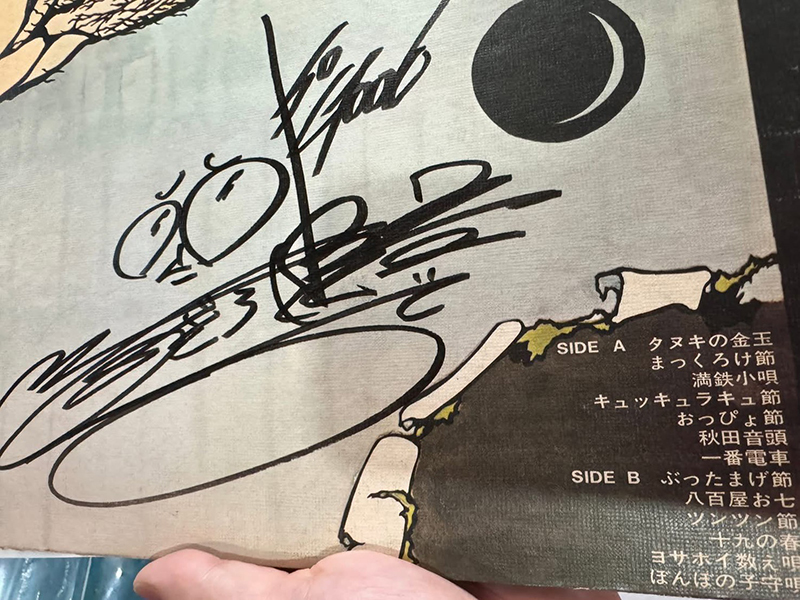 SIDE A タヌキの金玉
まっくろけ節
満鉄小唄
キュッキュラキュ節
おっぴょ節
秋田音頭
一番電車
SIDE B ぶったまげ節
八百屋お七
ツンツン節
十九の春
ヨサホイ数え唄
ぼんぼの子守唄